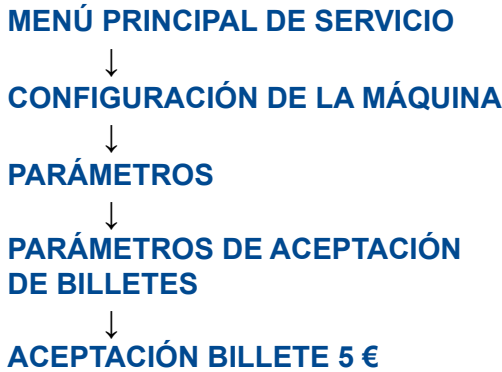 MENÚ PRINCIPAL DE SERVICIO
↓
CONFIGURACIÓN DE LA MÁQUINA
↓
PARÁMETROS
↓
PARÁMETROS DE ACEPTACIÓN
DE BILLETES
↓
ACEPTACIÓN BILLETE 5 €